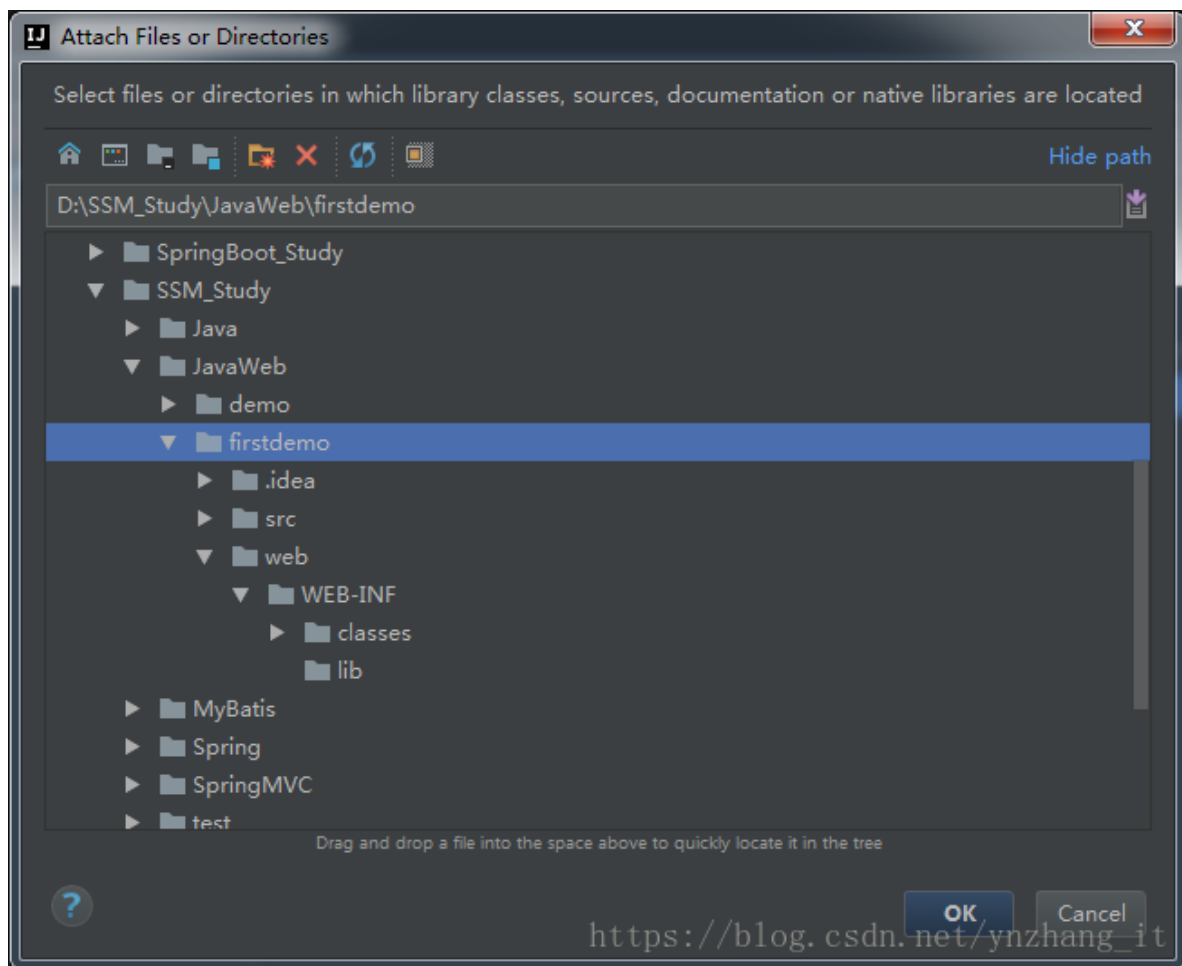 Attach Files or Directories
Select files or directories in which library classes, sources, documentation or native libraries are located
Hide path
D:\SSM_Study\JavaWeb\firstdemo
SpringBoot_Study
SSM_Study
Java
JavaWeb
demo
firstdemo
.idea
src
web
WEB-INF
classes
lib
MyBatis
Spring
SpringMVC
test
Drag and drop a file into the space above to quickly locate it in the tree
?
OK
Cancel
https://blog.csdn.net/ynzhang_it